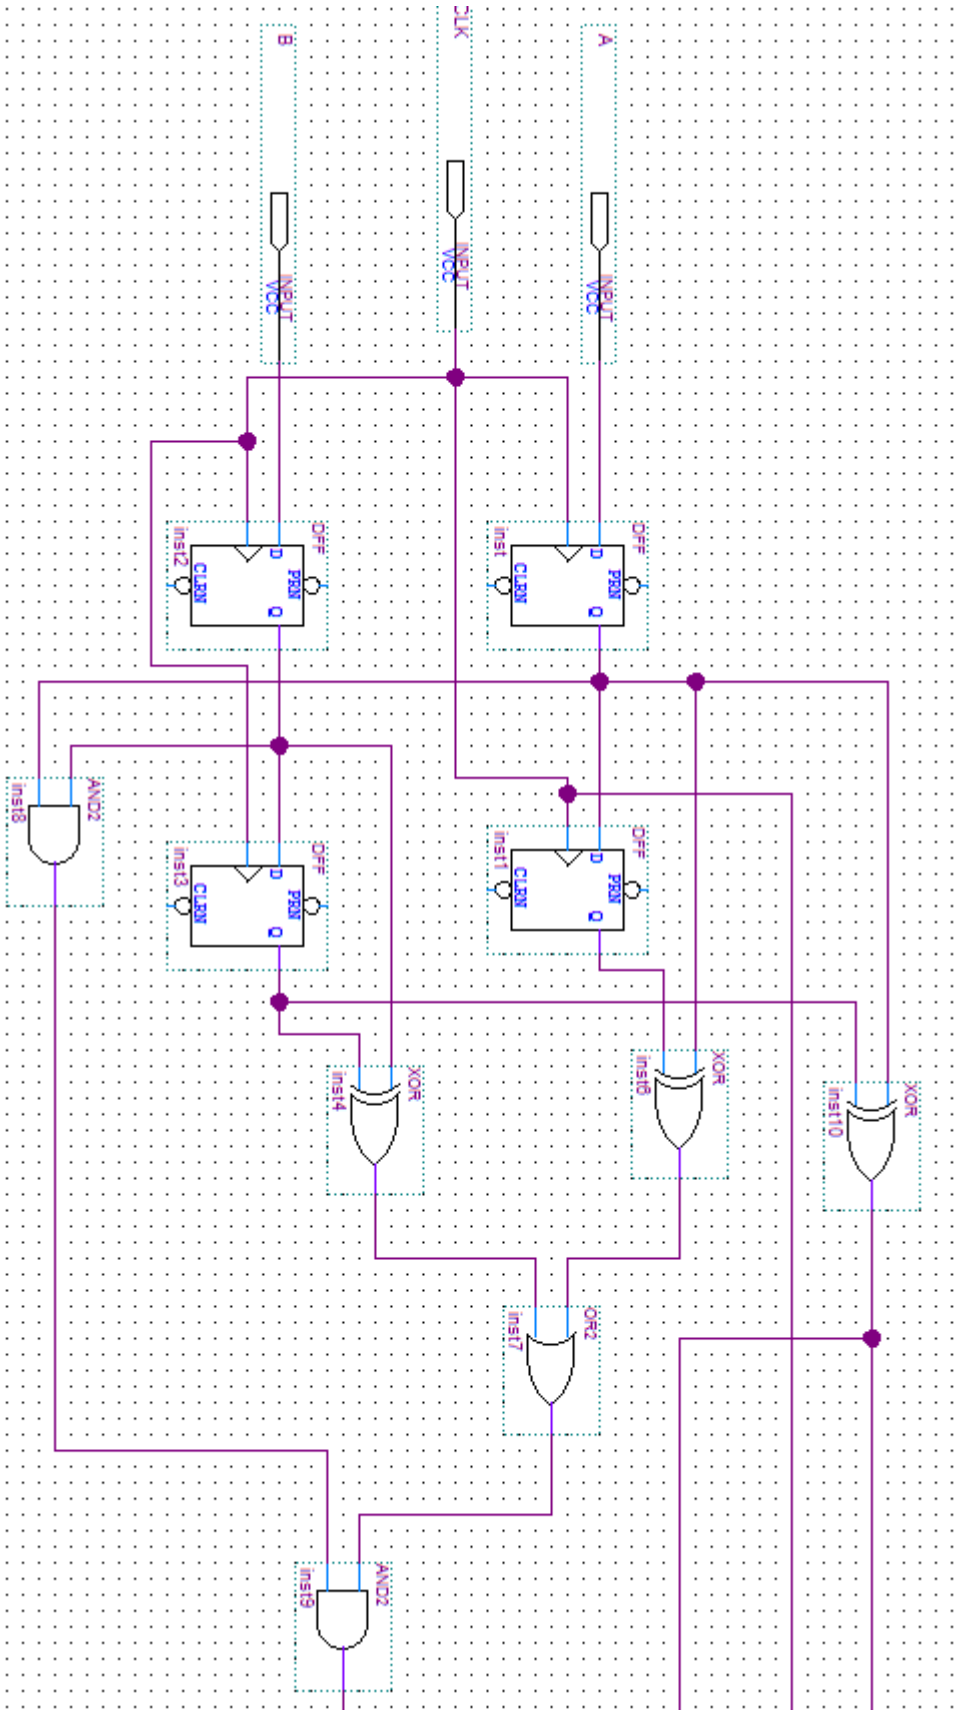 A
INPUT
VCC
CLK
INPUT
VCC
B
INPUT
VCC
DFF
D
PRN
Q
CLRN
inst
DFF
D
PRN
Q
CLRN
inst2
DFF
D
PRN
Q
CLRN
inst1
DFF
D
PRN
Q
CLRN
inst3
AND2
inst8
XOR
inst10
XOR
inst6
XOR
inst4
OR2
inst7
AND2
inst9